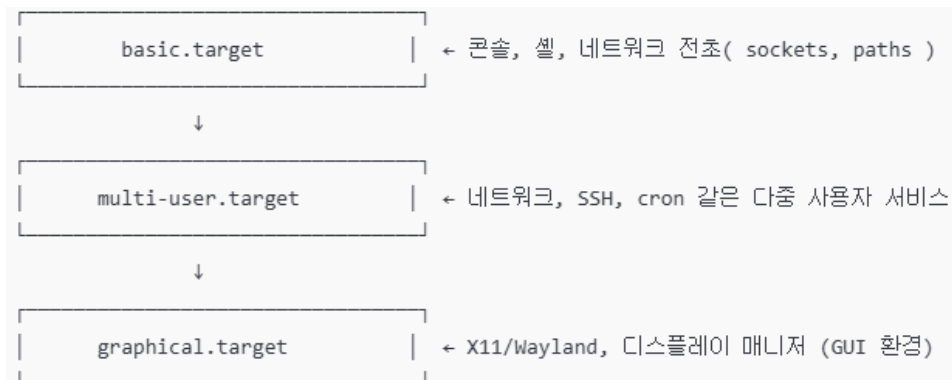 basic.target ← 콘솔, 셸, 네트워크 전초( sockets, paths )
↓
multi-user.target ← 네트워크, SSH, cron 같은 다중 사용자 서비스
↓
graphical.target ← X11/Wayland, 디스플레이 매니저 (GUI 환경)